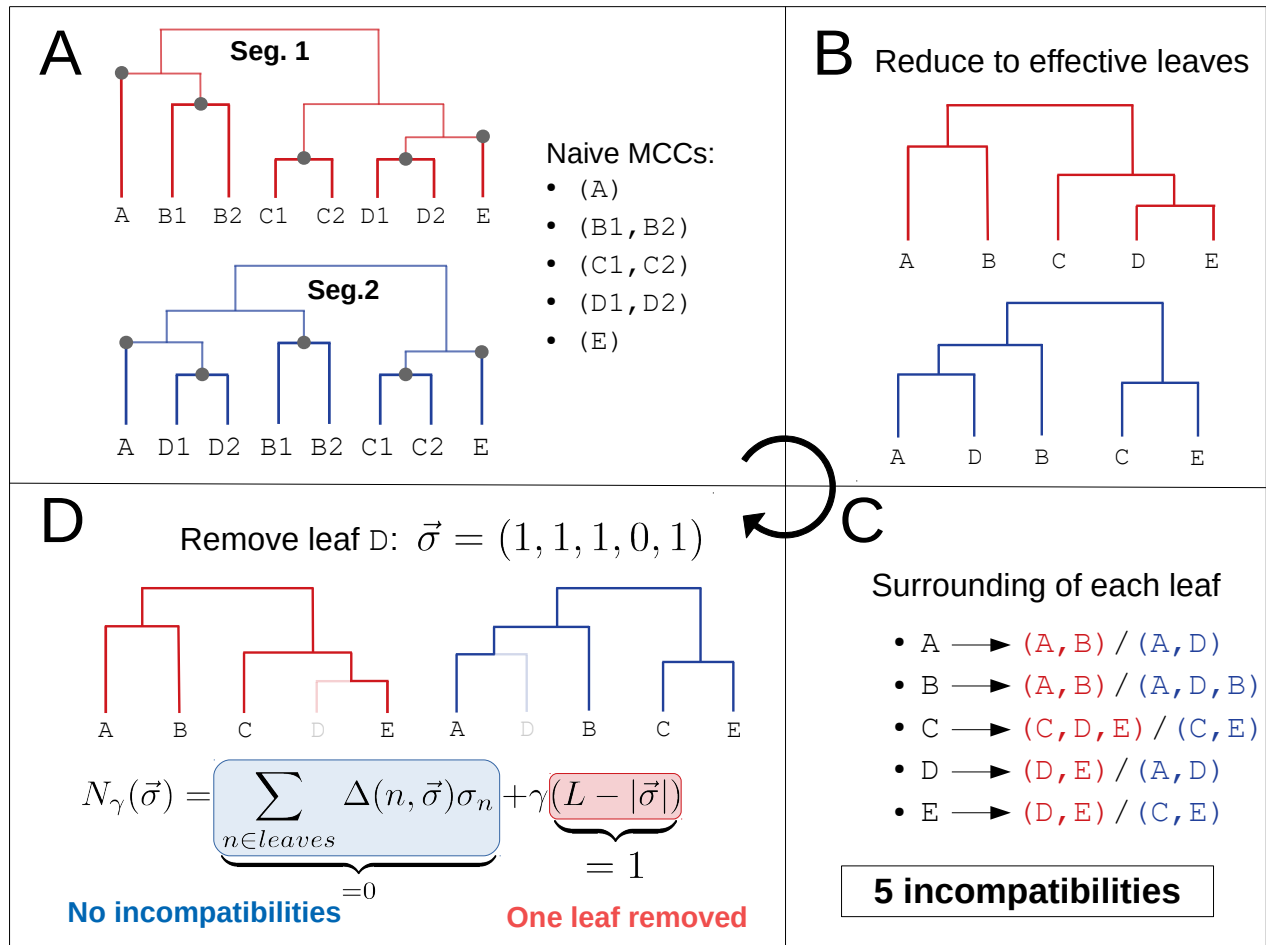 A
Seg. 1
A B1 B2 C1 C2 D1 D2 E
Seg.2
A D1 D2 B1 B2 C1 C2 E
Naive MCCs:
• (A)
• (B1,B2)
• (C1,C2)
• (D1,D2)
• (E)
B
Reduce to effective leaves
A B C D E
A D B C E
C
Surrounding of each leaf
• A ⟶ (A,B)/(A,D)
• B ⟶ (A,B)/(A,D,B)
• C ⟶ (C,D,E)/(C,E)
• D ⟶ (D,E)/(A,D)
• E ⟶ (D,E)/(C,E)
5 incompatibilities
D
Remove leaf D: σ⃗ = (1, 1, 1, 0, 1)
A B C D E A D B C E
N_γ(σ⃗) = ∑_{n∈leaves} Δ(n, σ⃗)σ_n + γ(L − |σ⃗|)
=0
= 1
No incompatibilities
One leaf removed